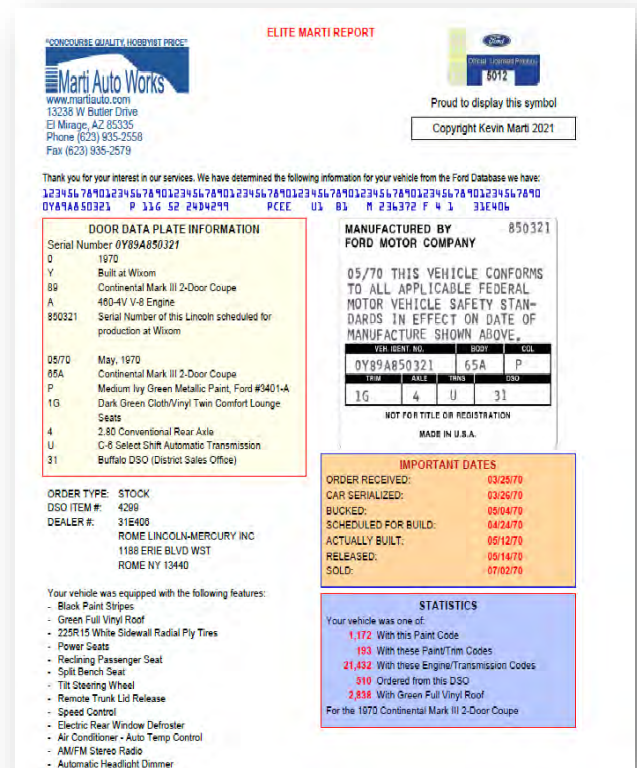 ELITE MARTI REPORT
"CONCOURSE QUALITY, HOBBYIST PRICE"
Marti Auto Works
www.martiauto.com
13238 W Butler Drive
El Mirage, AZ 85335
Phone (623) 935-2558
Fax (623) 935-2579
Ford
Official Licensed Product
5012
Proud to display this symbol
Copyright Kevin Marti 2021
Thank you for your interest in our services. We have determined the following information for your vehicle from the Ford Database we have:
12345678901234567890123456789012345678901234567890123456789012345678901234567890
0Y89A850321 P 11G 52 24D4299 PCEE U1 B1 M 236372 F 4 1 31E406
DOOR DATA PLATE INFORMATION
Serial Number 0Y89A850321
0 1970
Y Built at Wixom
89 Continental Mark III 2-Door Coupe
A 460-4V V-8 Engine
850321 Serial Number of this Lincoln scheduled for
production at Wixom
05/70 May, 1970
65A Continental Mark III 2-Door Coupe
P Medium Ivy Green Metallic Paint, Ford #3401-A
1G Dark Green Cloth/Vinyl Twin Comfort Lounge
Seats
4 2.80 Conventional Rear Axle
U C-6 Select Shift Automatic Transmission
31 Buffalo DSO (District Sales Office)
MANUFACTURED BY 850321
FORD MOTOR COMPANY
05/70 THIS VEHICLE CONFORMS
TO ALL APPLICABLE FEDERAL
MOTOR VEHICLE SAFETY STAN-
DARDS IN EFFECT ON DATE OF
MANUFACTURE SHOWN ABOVE.
VEH. IDENT. NO. BODY COL
0Y89A850321 65A P
TRIM AXLE TRNS DSO
1G 4 U 31
NOT FOR TITLE OR REGISTRATION
MADE IN U.S.A.
ORDER TYPE: STOCK
DSO ITEM #: 4299
DEALER #: 31E406
ROME LINCOLN-MERCURY INC
1188 ERIE BLVD WST
ROME NY 13440
IMPORTANT DATES
ORDER RECEIVED: 03/25/70
CAR SERIALIZED: 03/26/70
BUCKED: 05/04/70
SCHEDULED FOR BUILD: 04/24/70
ACTUALLY BUILT: 05/12/70
RELEASED: 05/14/70
SOLD: 07/02/70
Your vehicle was equipped with the following features:
- Black Paint Stripes
- Green Full Vinyl Roof
- 225R15 White Sidewall Radial Ply Tires
- Power Seats
- Reclining Passenger Seat
- Split Bench Seat
- Tilt Steering Wheel
- Remote Trunk Lid Release
- Speed Control
- Electric Rear Window Defroster
- Air Conditioner - Auto Temp Control
- AM/FM Stereo Radio
- Automatic Headlight Dimmer
STATISTICS
Your vehicle was one of:
1,172 With this Paint Code
193 With these Paint/Trim Codes
21,432 With these Engine/Transmission Codes
510 Ordered from this DSO
2,838 With Green Full Vinyl Roof
For the 1970 Continental Mark III 2-Door Coupe